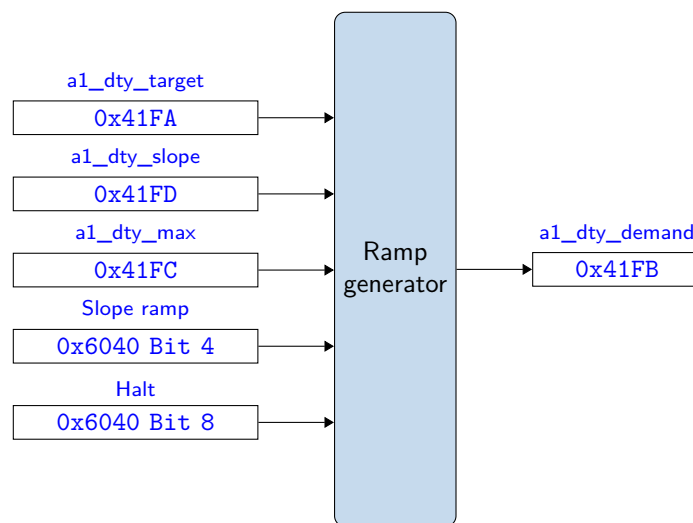 a1_dty_target
0x41FA
a1_dty_slope
0x41FD
a1_dty_max
0x41FC
Slope ramp
0x6040 Bit 4
Halt
0x6040 Bit 8
Ramp
generator
a1_dty_demand
0x41FB